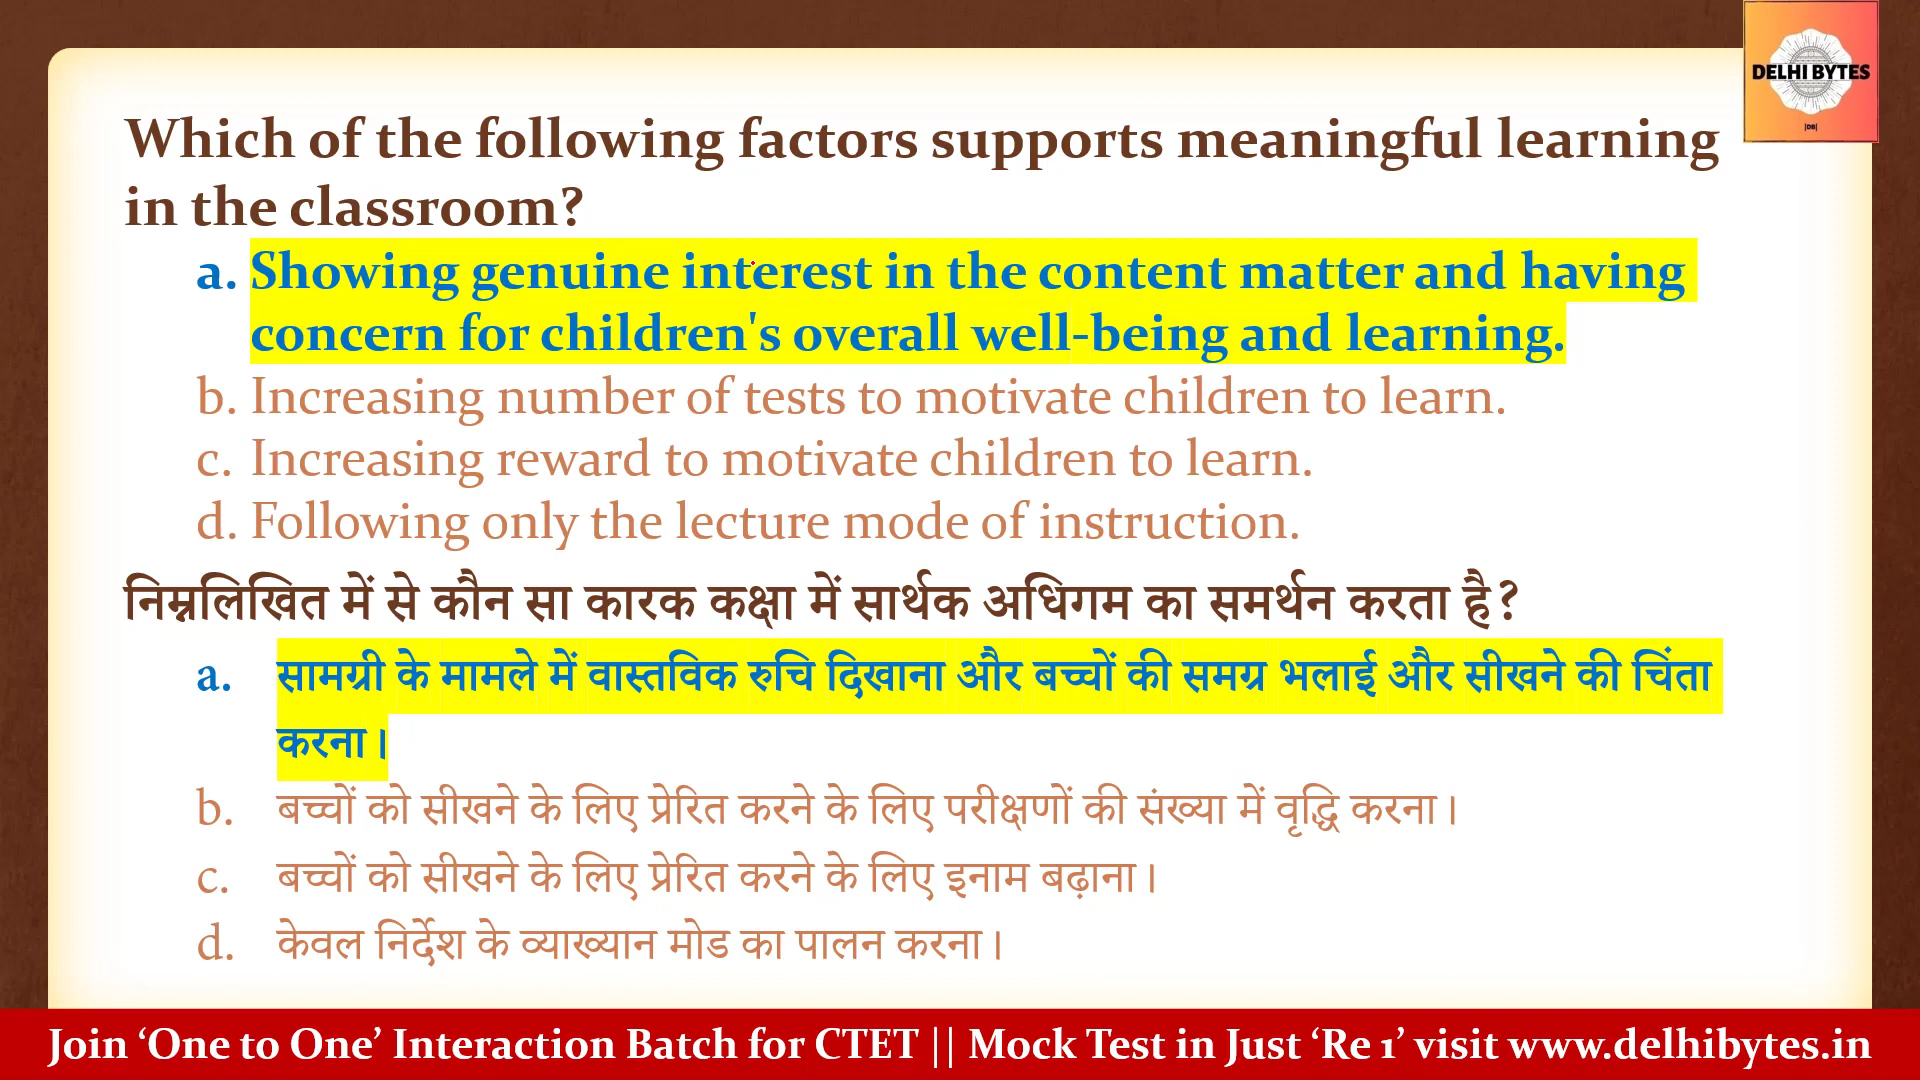 DELHI BYTES
|DB|
Which of the following factors supports meaningful learning
in the classroom?
a. Showing genuine interest in the content matter and having
concern for children's overall well-being and learning.
b. Increasing number of tests to motivate children to learn.
c. Increasing reward to motivate children to learn.
d. Following only the lecture mode of instruction.
निम्नलिखित में से कौन सा कारक कक्षा में सार्थक अधिगम का समर्थन करता है?
a. सामग्री के मामले में वास्तविक रुचि दिखाना और बच्चों की समग्र भलाई और सीखने की चिंता
करना।
b. बच्चों को सीखने के लिए प्रेरित करने के लिए परीक्षणों की संख्या में वृद्धि करना।
c. बच्चों को सीखने के लिए प्रेरित करने के लिए इनाम बढ़ाना।
d. केवल निर्देश के व्याख्यान मोड का पालन करना।
Join ‘One to One’ Interaction Batch for CTET || Mock Test in Just ‘Re 1’ visit www.delhibytes.in